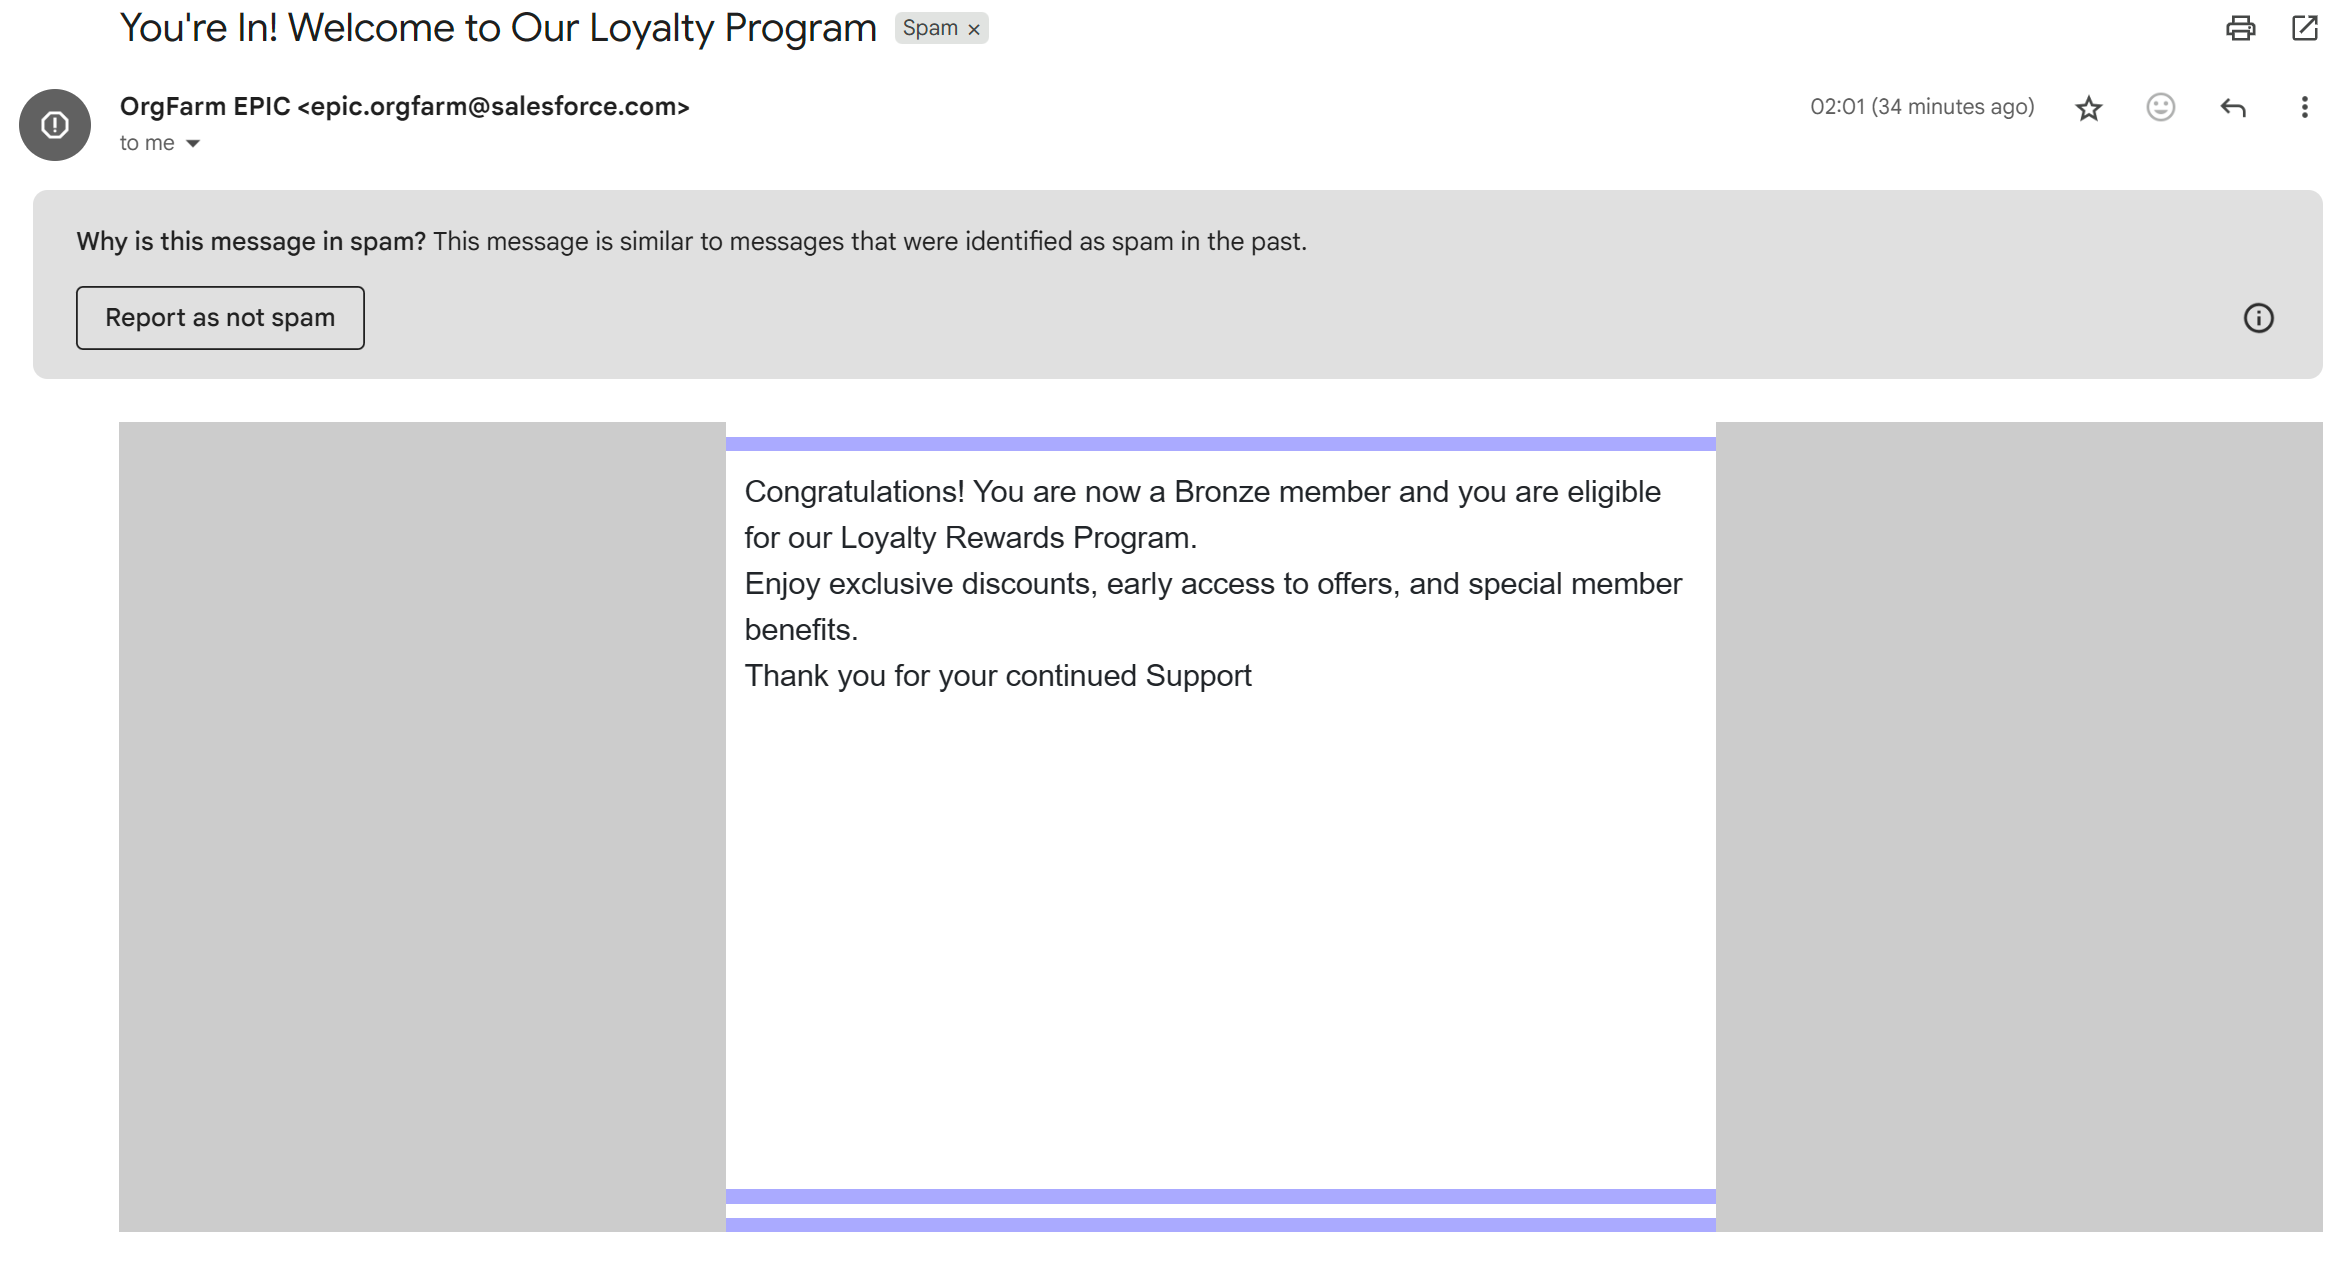 You're In! Welcome to Our Loyalty Program Spam ×
OrgFarm EPIC <epic.orgfarm@salesforce.com> 02:01 (34 minutes ago)
to me
Why is this message in spam? This message is similar to messages that were identified as spam in the past.
Report as not spam
Congratulations! You are now a Bronze member and you are eligible
for our Loyalty Rewards Program.
Enjoy exclusive discounts, early access to offers, and special member
benefits.
Thank you for your continued Support